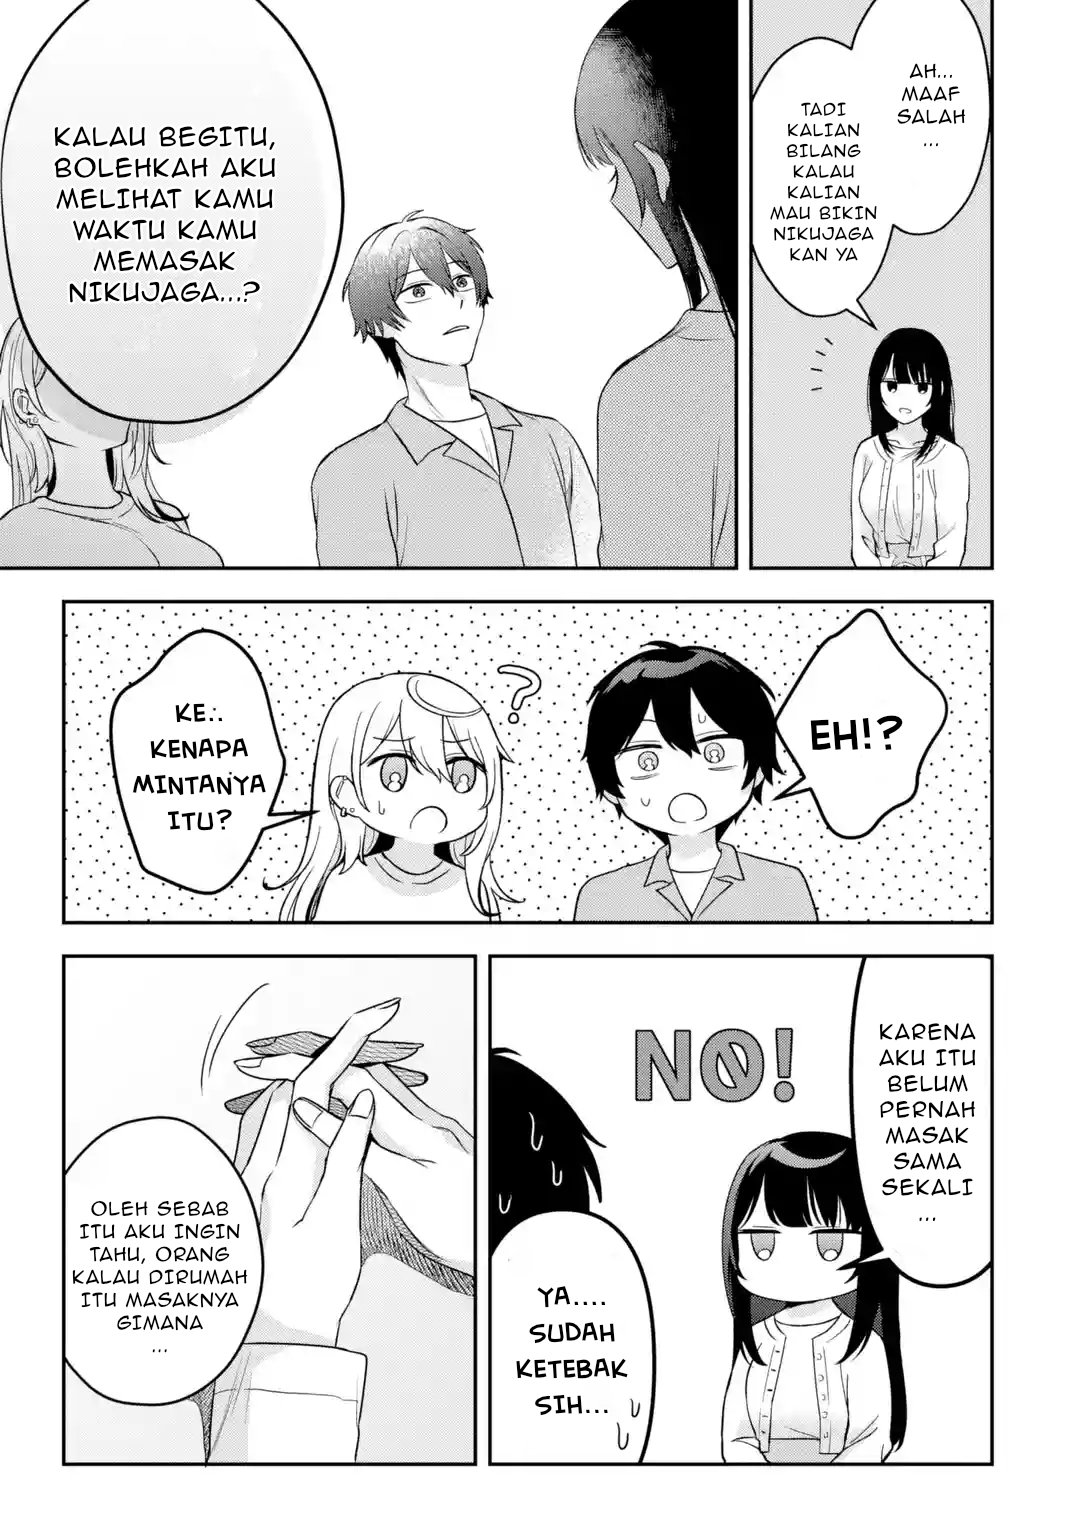 AH...
MAAF
SALAH
...
TADI
KALIAN
BILANG
KALAU
KALIAN
MAU BIKIN
NIKUJAGA
KAN YA
KALAU BEGITU,
BOLEHKAH AKU
MELIHAT KAMU
WAKTU KAMU
MEMASAK
NIKUJAGA...?
EH!?
?
KE..
KENAPA
MINTANYA
ITU?
KARENA
AKU ITU
BELUM
PERNAH
MASAK
SAMA
SEKALI
...
NO!
YA....
SUDAH
KETEBAK
SIH...
OLEH SEBAB
ITU AKU INGIN
TAHU, ORANG
KALAU DIRUMAH
ITU MASAKNYA
GIMANA
...